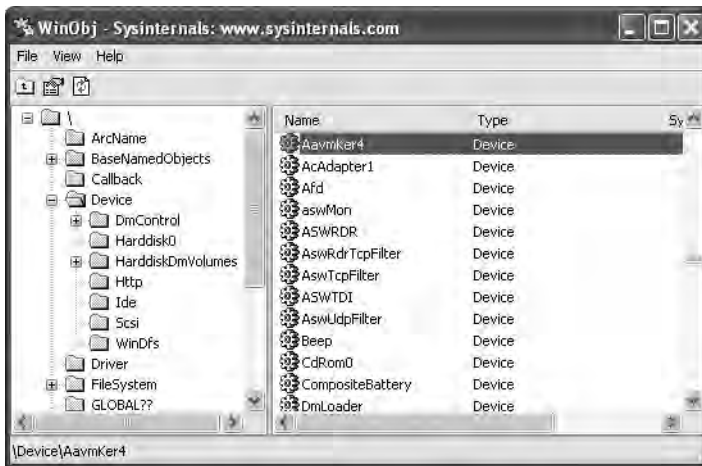 WinObj - Sysinternals: www.sysinternals.com
File View Help
\
ArcName
BaseNamedObjects
Callback
Device
DmControl
Harddisk0
HarddiskDmVolumes
Http
Ide
Scsi
WinDfs
Driver
FileSystem
GLOBAL??
Name Type Sy
AavmKer4 Device
AcAdapter1 Device
Afd Device
aswMon Device
ASWRDR Device
AswRdrTcpFilter Device
AswTcpFilter Device
ASWTDI Device
AswUdpFilter Device
Beep Device
CdRom0 Device
CompositeBattery Device
DmLoader Device
\Device\AavmKer4